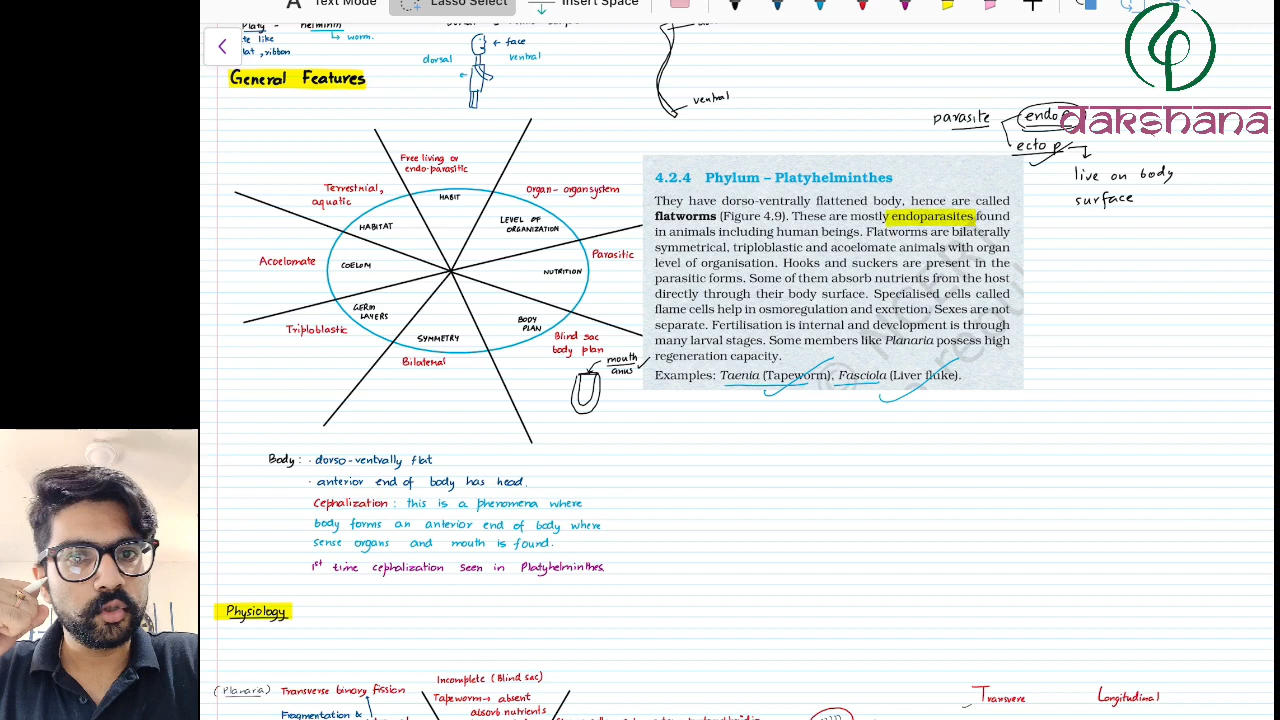 Text Mode
Lasso Select
Insert Space
Platy - helminth
te like
↳ worm.
lat , ribbon
← face
dorsal
ventral
ventral
General Features
dakshana
parasite
endo p
ecto p
live on body
surface
Free living or
endo-parasitic
HABIT
Terrestrial,
aquatic
HABITAT
Organ - organ system
LEVEL OF
ORGANIZATION
Acoelomate
COELOM
Parasitic
NUTRITION
GERM
LAYERS
Triploblastic
SYMMETRY
Bilateral
BODY
PLAN
Blind sac
body plan
mouth
anus
4.2.4 Phylum – Platyhelminthes
They have dorso-ventrally flattened body, hence are called
flatworms (Figure 4.9). These are mostly endoparasites found
in animals including human beings. Flatworms are bilaterally
symmetrical, triploblastic and acoelomate animals with organ
level of organisation. Hooks and suckers are present in the
parasitic forms. Some of them absorb nutrients from the host
directly through their body surface. Specialised cells called
flame cells help in osmoregulation and excretion. Sexes are not
separate. Fertilisation is internal and development is through
many larval stages. Some members like Planaria possess high
regeneration capacity.
Examples: Taenia (Tapeworm), Fasciola (Liver fluke).
Body : · dorso-ventrally flat
· anterior end of body has head.
Cephalization : this is a phenomena where
body forms an anterior end of body where
sense organs and mouth is found.
1st time cephalization seen in Platyhelminthes.
Physiology
(Planaria) Transverse binary fission
Fragmentation &
Incomplete (Blind sac)
Tapeworm → absent
absorb nutrients
Transvere
Longitudinal